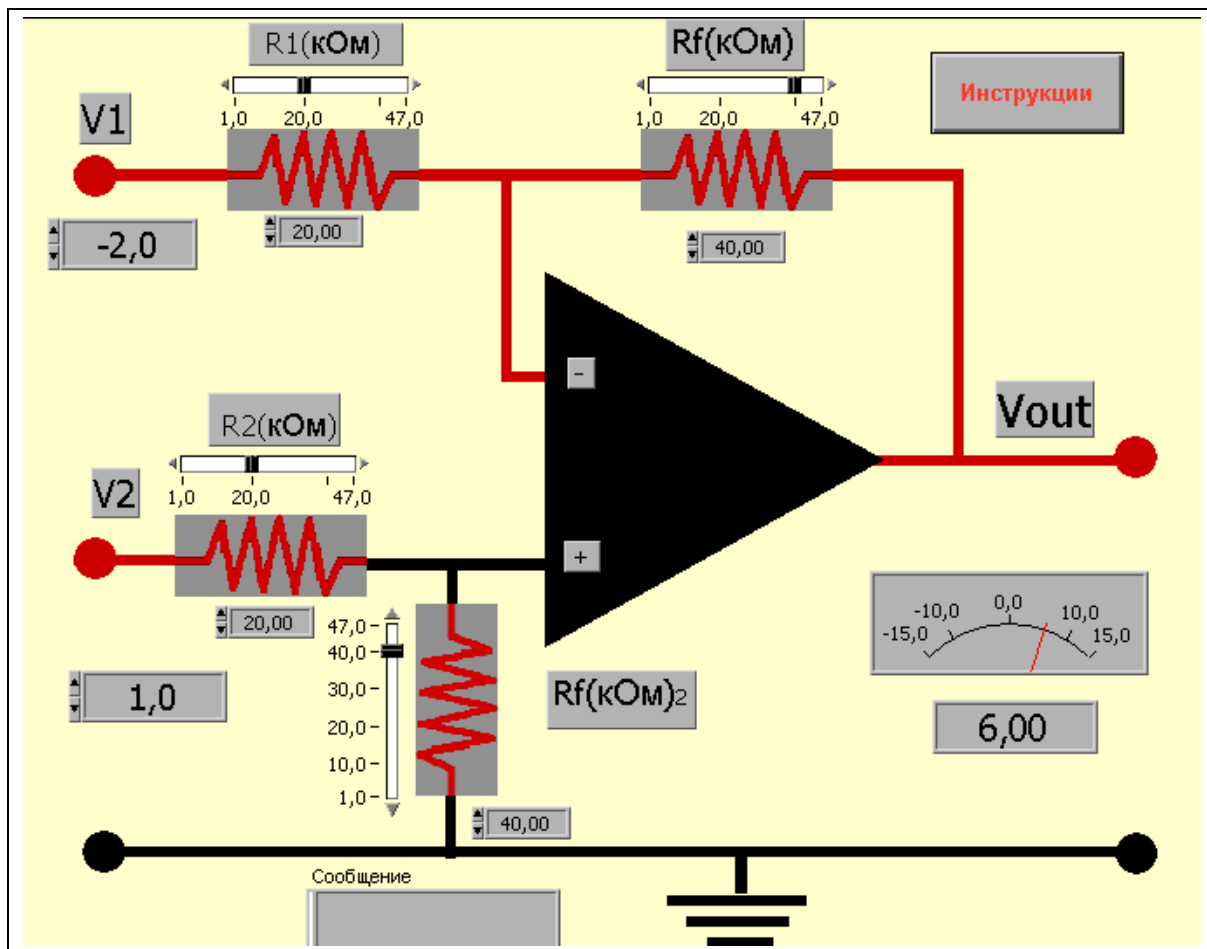 R1(кОм)
Rf(кОм)
Инструкции
1,0 20,0 47,0
1,0 20,0 47,0
V1
-2,0
20,00
40,00
-
R2(кОм)
Vout
V2
1,0 20,0 47,0
+
20,00
47,0
40,0
30,0
20,0
10,0
1,0
-15,0 -10,0 0,0 10,0 15,0
1,0
Rf(кОм)2
6,00
40,00
Сообщение